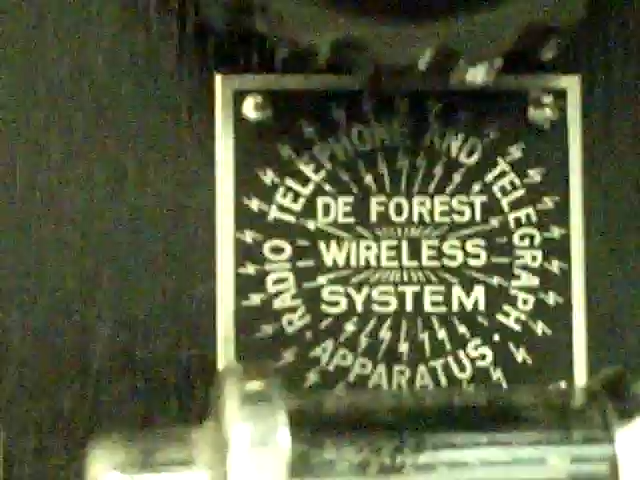 RADIO TELEPHONE AND TELEGRAPH
DE FOREST
WIRELESS
SYSTEM
APPARATUS.